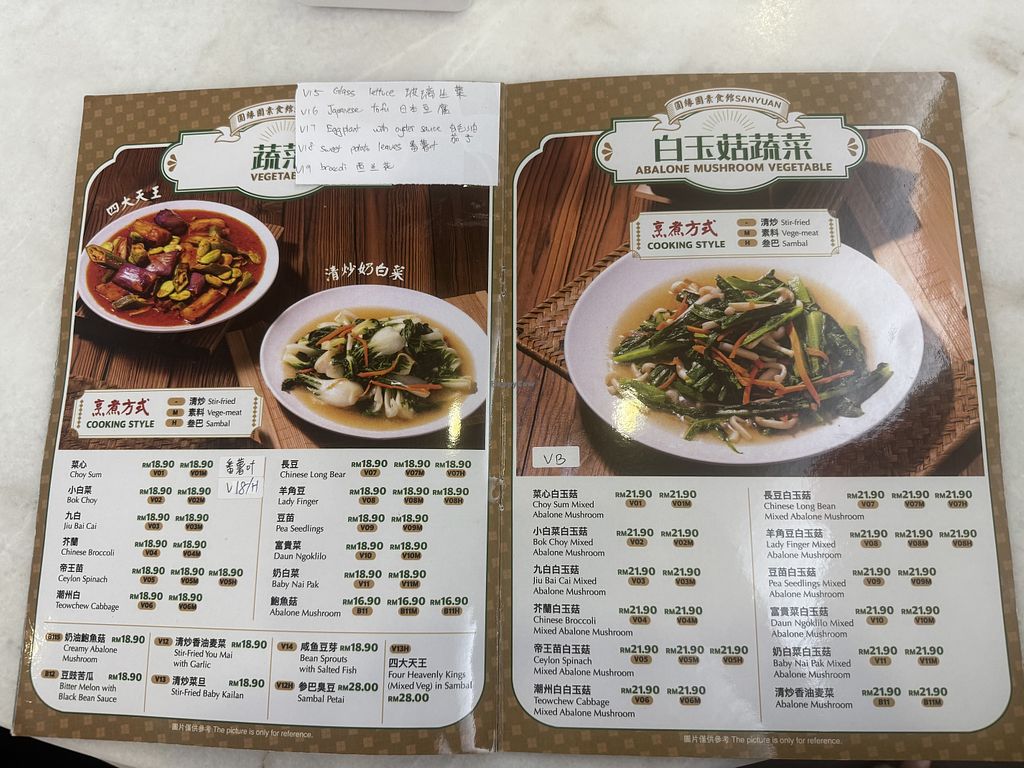 圓緣園素食館
V15 Glass lettuce 玻璃生菜
V16 Japanese tofu 日本豆腐
V17 Eggplant with oyster sauce 蚝油茄子
V18 sweet potato leaves 番薯叶
V19 brocoli 西兰花
VEGETABLE
四大天王
清炒奶白菜
烹煮方式
COOKING STYLE
- 清炒 Stir-fried
M 素料 Vege-meat
H 叁巴 Sambal
菜心 RM18.90 RM18.90
Choy Sum V01 V01M
小白菜 RM18.90 RM18.90
Bok Choy V02 V02M
九白 RM18.90 RM18.90
Jiu Bai Cai V03 V03M
芥蘭 RM18.90 RM18.90
Chinese Broccoli V04 V04M
帝王苗 RM18.90 RM18.90 RM18.90
Ceylon Spinach V05 V05M V05H
潮州白 RM18.90 RM18.90
Teowchew Cabbage V06 V06M
番薯叶
V18/H
長豆 RM18.90 RM18.90 RM18.90
Chinese Long Bear V07 V07M V07H
羊角豆 RM18.90 RM18.90 RM18.90
Lady Finger V08 V08M V08H
豆苗 RM18.90 RM18.90
Pea Seedlings V09 V09M
富貴菜 RM18.90 RM18.90
Daun Ngoklilo V10 V10M
奶白菜 RM18.90 RM18.90
Baby Nai Pak V11 V11M
鮑魚菇 RM16.90 RM16.90 RM16.90
Abalone Mushroom B11 B11M B11H
B11B 奶油鮑魚菇 RM18.90
Creamy Abalone
Mushroom
B12 豆豉苦瓜 RM18.90
Bitter Melon with
Black Bean Sauce
V12 清炒香油麦菜 RM18.90
Stir-Fried You Mai
with Garlic
V13 清炒菜旦 RM18.90
Stir-Fried Baby Kailan
V14 咸鱼豆芽 RM18.90
Bean Sprouts
with Salted Fish
V12H 参巴臭豆 RM28.00
Sambal Petai
V13H
四大天王
Four Heavenly Kings
(Mixed Veg) in Sambal
RM28.00
圖片僅供參考 The picture is only for reference.
圓緣園素食館SANYUAN
白玉菇蔬菜
ABALONE MUSHROOM VEGETABLE
烹煮方式
COOKING STYLE
- 清炒 Stir-fried
M 素料 Vege-meat
H 叁巴 Sambal
VB
菜心白玉菇 RM21.90 RM21.90
Choy Sum Mixed V01 V01M
Abalone Mushroom
小白菜白玉菇 RM21.90 RM21.90
Bok Choy Mixed V02 V02M
Abalone Mushroom
九白白玉菇 RM21.90 RM21.90
Jiu Bai Cai Mixed V03 V03M
Abalone Mushroom
芥蘭白玉菇 RM21.90 RM21.90
Chinese Broccoli V04 V04M
Mixed Abalone Mushroom
帝王苗白玉菇 RM21.90 RM21.90 RM21.90
Ceylon Spinach V05 V05M V05H
Mixed Abalone Mushroom
潮州白白玉菇 RM21.90 RM21.90
Teowchew Cabbage V06 V06M
Mixed Abalone Mushroom
長豆白玉菇 RM21.90 RM21.90 RM21.90
Chinese Long Bean V07 V07M V07H
Mixed Abalone Mushroom
羊角豆白玉菇 RM21.90 RM21.90 RM21.90
Lady Finger Mixed V08 V08M V08H
Abalone Mushroom
豆苗白玉菇 RM21.90 RM21.90
Pea Seedlings Mixed V09 V09M
Abalone Mushroom
富貴菜白玉菇 RM21.90 RM21.90
Daun Ngoklilo Mixed V10 V10M
Abalone Mushroom
奶白菜白玉菇 RM21.90 RM21.90
Baby Nai Pak Mixed V11 V11M
Abalone Mushroom
清炒香油麦菜 RM21.90 RM21.90
Abalone Mushroom B11 B11M
圖片僅供參考 The picture is only for reference.